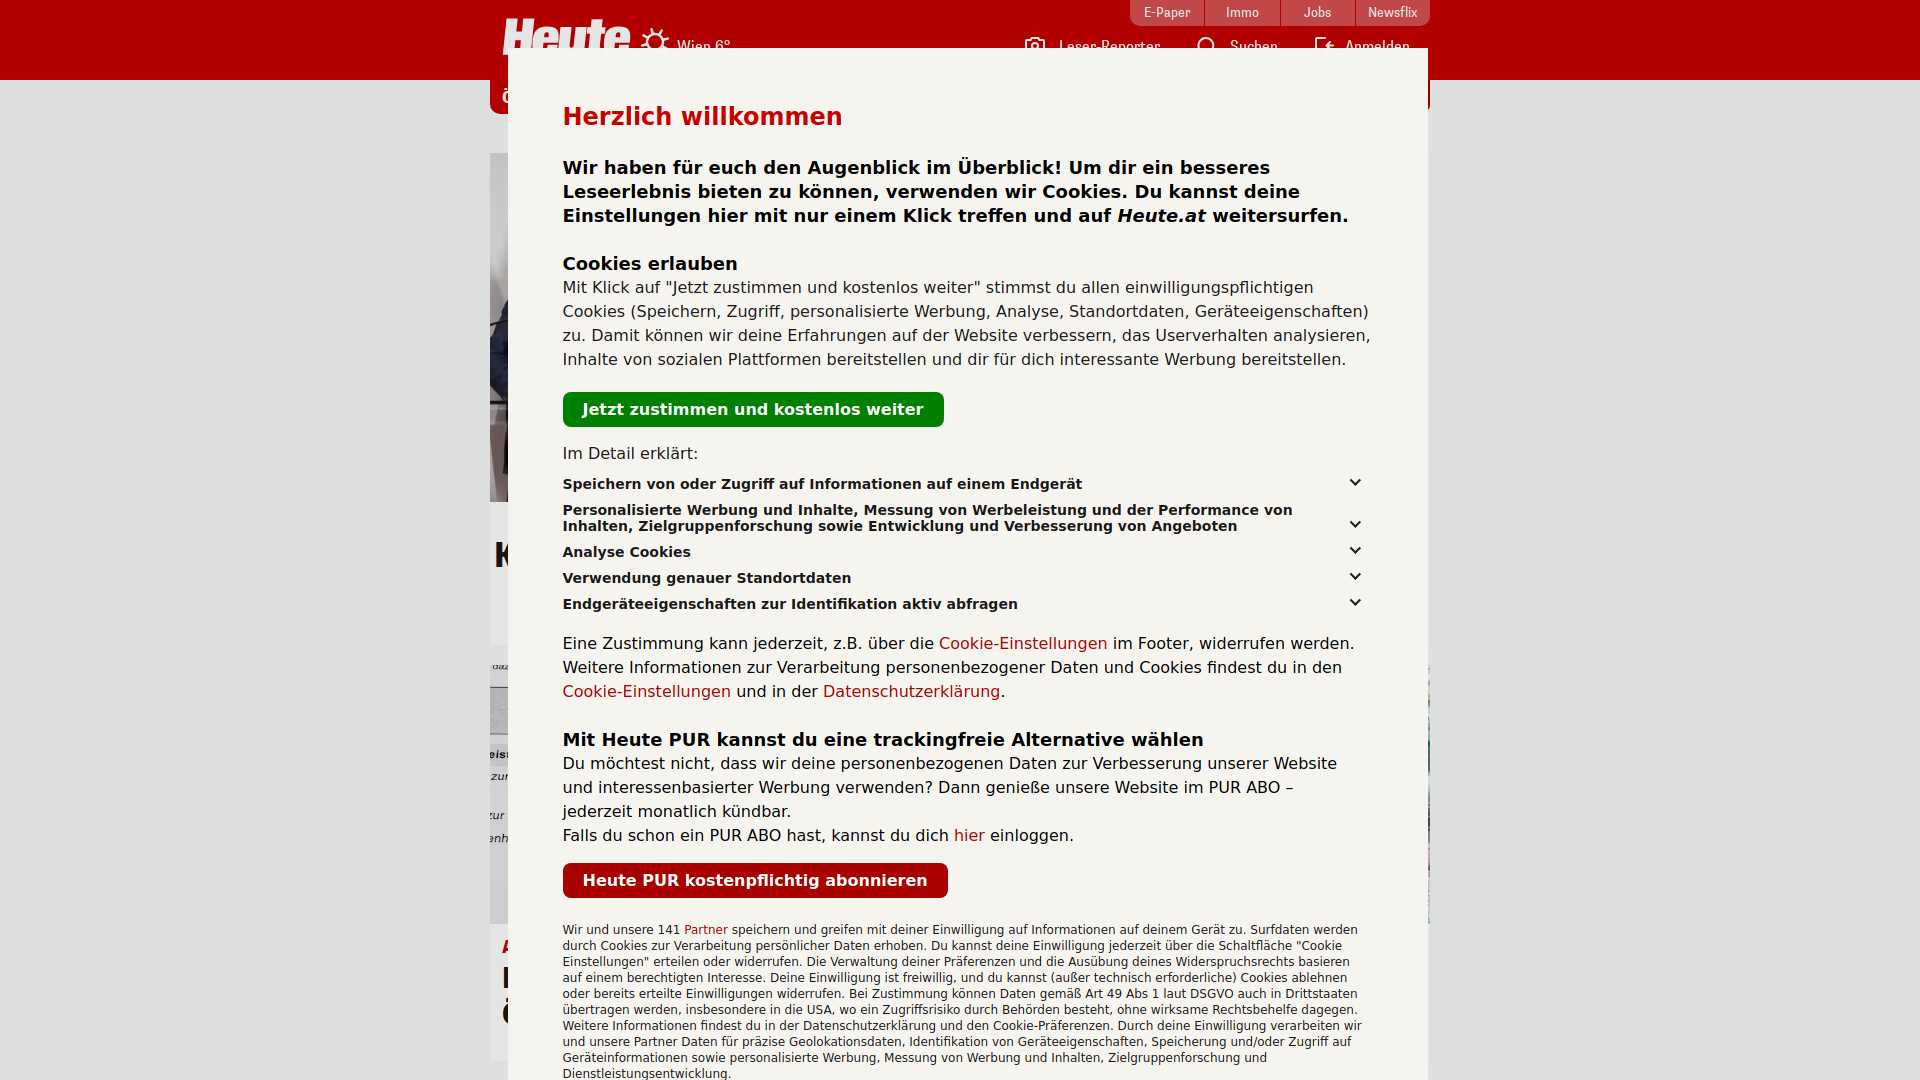 E-Paper
Immo
Jobs
Newsflix
Heute
Wien 6°
Leser-Reporter
Suchen
Anmelden
Herzlich willkommen
Wir haben für euch den Augenblick im Überblick! Um dir ein besseres
Leseerlebnis bieten zu können, verwenden wir Cookies. Du kannst deine
Einstellungen hier mit nur einem Klick treffen und auf Heute.at weitersurfen.
Cookies erlauben
Mit Klick auf "Jetzt zustimmen und kostenlos weiter" stimmst du allen einwilligungspflichtigen
Cookies (Speichern, Zugriff, personalisierte Werbung, Analyse, Standortdaten, Geräteeigenschaften)
zu. Damit können wir deine Erfahrungen auf der Website verbessern, das Userverhalten analysieren,
Inhalte von sozialen Plattformen bereitstellen und dir für dich interessante Werbung bereitstellen.
Jetzt zustimmen und kostenlos weiter
Im Detail erklärt:
Speichern von oder Zugriff auf Informationen auf einem Endgerät
Personalisierte Werbung und Inhalte, Messung von Werbeleistung und der Performance von
Inhalten, Zielgruppenforschung sowie Entwicklung und Verbesserung von Angeboten
Analyse Cookies
Verwendung genauer Standortdaten
Endgeräteeigenschaften zur Identifikation aktiv abfragen
Eine Zustimmung kann jederzeit, z.B. über die Cookie-Einstellungen im Footer, widerrufen werden.
Weitere Informationen zur Verarbeitung personenbezogener Daten und Cookies findest du in den
Cookie-Einstellungen und in der Datenschutzerklärung.
Mit Heute PUR kannst du eine trackingfreie Alternative wählen
Du möchtest nicht, dass wir deine personenbezogenen Daten zur Verbesserung unserer Website
und interessenbasierter Werbung verwenden? Dann genieße unsere Website im PUR ABO –
jederzeit monatlich kündbar.
Falls du schon ein PUR ABO hast, kannst du dich hier einloggen.
Heute PUR kostenpflichtig abonnieren
Wir und unsere 141 Partner speichern und greifen mit deiner Einwilligung auf Informationen auf deinem Gerät zu. Surfdaten werden
durch Cookies zur Verarbeitung persönlicher Daten erhoben. Du kannst deine Einwilligung jederzeit über die Schaltfläche "Cookie
Einstellungen" erteilen oder widerrufen. Die Verwaltung deiner Präferenzen und die Ausübung deines Widerspruchsrechts basieren
auf einem berechtigten Interesse. Deine Einwilligung ist freiwillig, und du kannst (außer technisch erforderliche) Cookies ablehnen
oder bereits erteilte Einwilligungen widerrufen. Bei Zustimmung können Daten gemäß Art 49 Abs 1 laut DSGVO auch in Drittstaaten
übertragen werden, insbesondere in die USA, wo ein Zugriffsrisiko durch Behörden besteht, ohne wirksame Rechtsbehelfe dagegen.
Weitere Informationen findest du in der Datenschutzerklärung und den Cookie-Präferenzen. Durch deine Einwilligung verarbeiten wir
und unsere Partner Daten für präzise Geolokationsdaten, Identifikation von Geräteeigenschaften, Speicherung und/oder Zugriff auf
Geräteinformationen sowie personalisierte Werbung, Messung von Werbung und Inhalten, Zielgruppenforschung und
Dienstleistungsentwicklung.